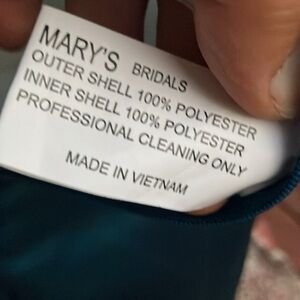 MARY'S BRIDALS
OUTER SHELL 100% POLYESTER
INNER SHELL 100% POLYESTER
PROFESSIONAL CLEANING ONLY
MADE IN VIETNAM